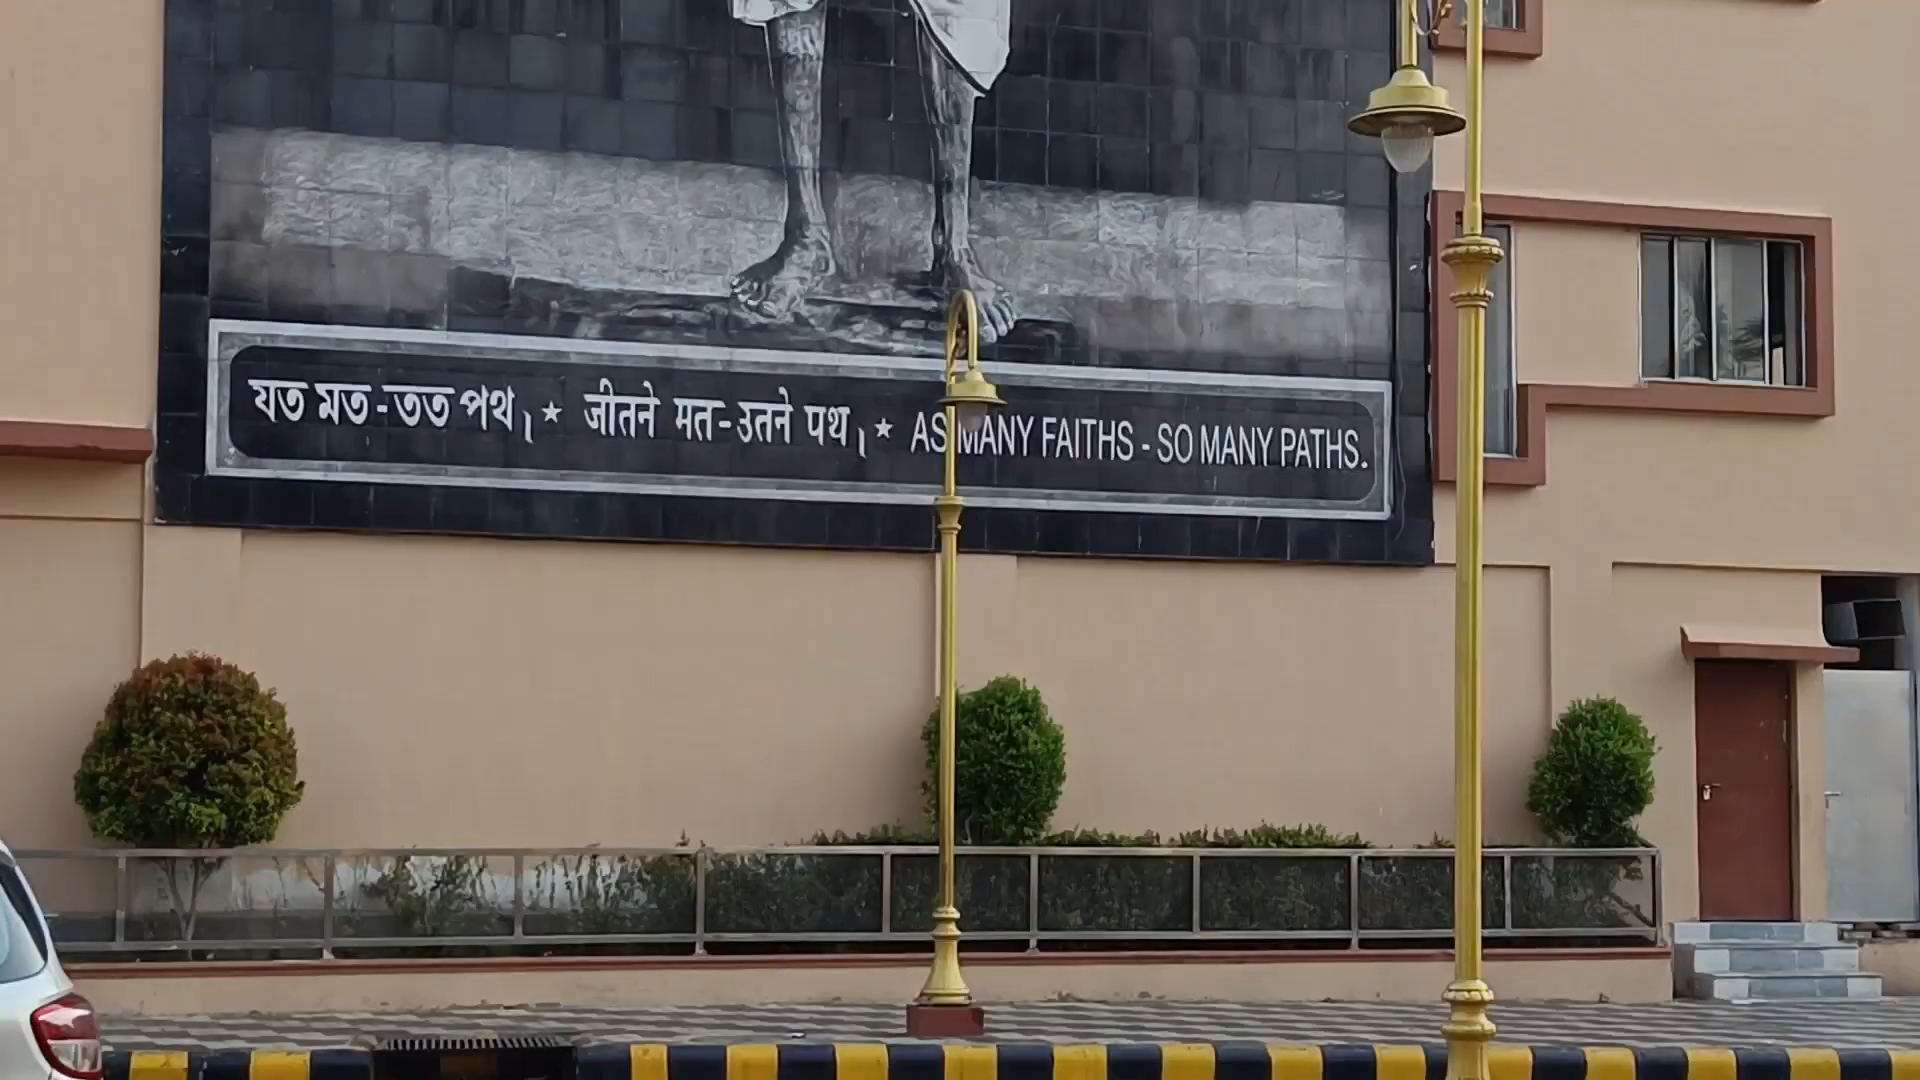 যত মত - তত পথ। ★ जीतने मत - उतने पथ। ★ AS MANY FAITHS - SO MANY PATHS.